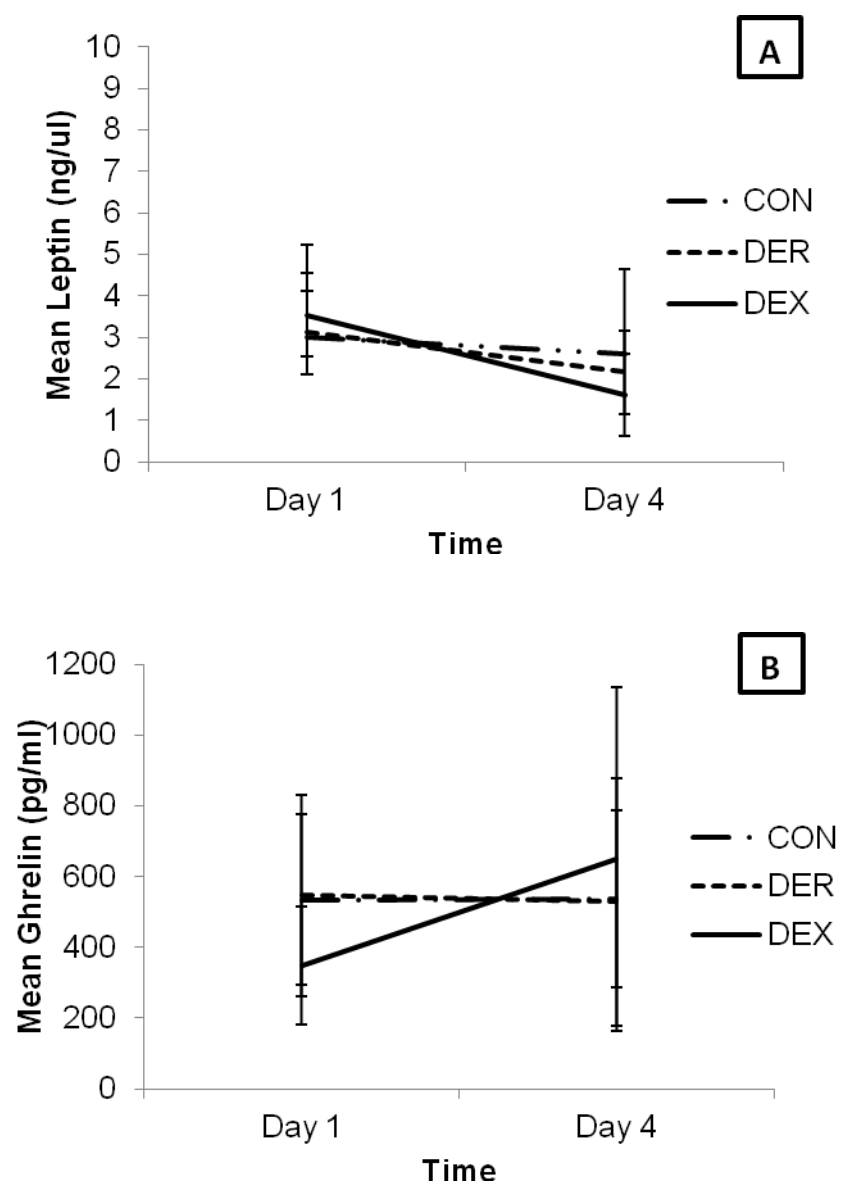 A
10
9
8
7
6
5
4
3
2
1
0
Mean Leptin (ng/ul)
CON
DER
DEX
Day 1 Day 4
Time
B
1200
1000
800
600
400
200
0
Mean Ghrelin (pg/ml)
CON
DER
DEX
Day 1 Day 4
Time